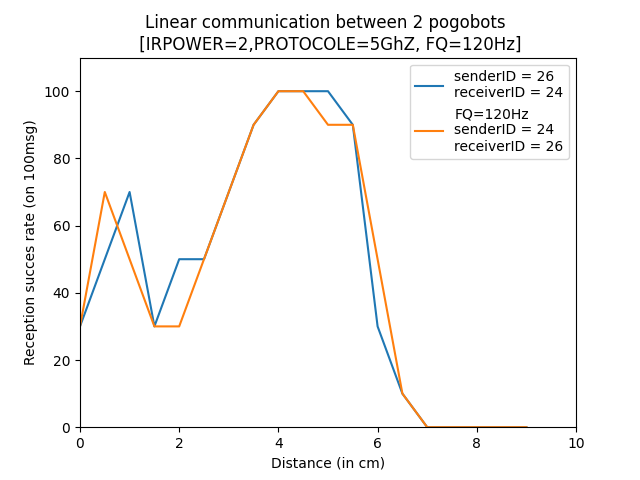 Linear communication between 2 pogobots
[IRPOWER=2,PROTOCOLE=5GhZ, FQ=120Hz]
senderID = 26
receiverID = 24
FQ=120Hz
senderID = 24
receiverID = 26
Reception succes rate (on 100msg)
100
80
60
40
20
0
0 2 4 6 8 10
Distance (in cm)